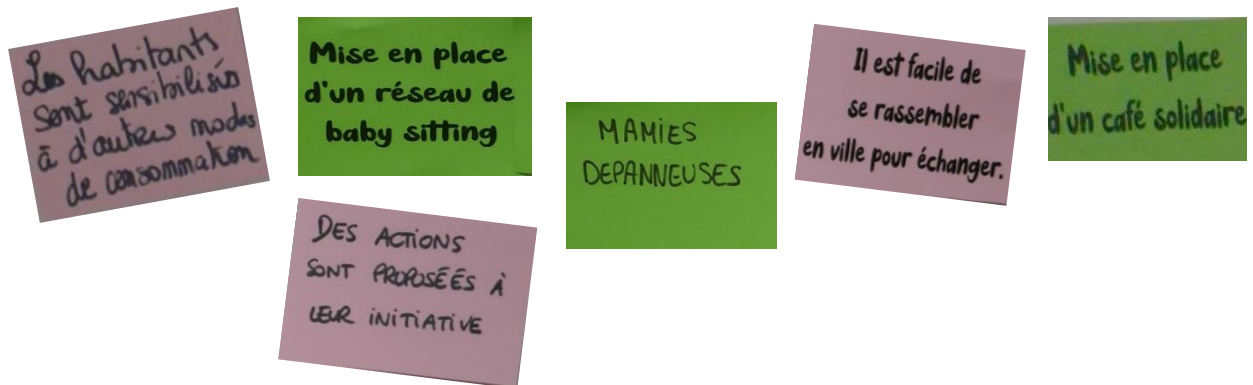 Les habitants
sont sensibilisés
à d'autres modes
de consommation
Mise en place
d'un réseau de
baby sitting
DES ACTIONS
SONT PROPOSÉÉS À
LEUR INITIATIVE
MAMIES
DEPANNEUSES
Il est facile de
se rassembler
en ville pour échanger.
Mise en place
d'un café solidaire